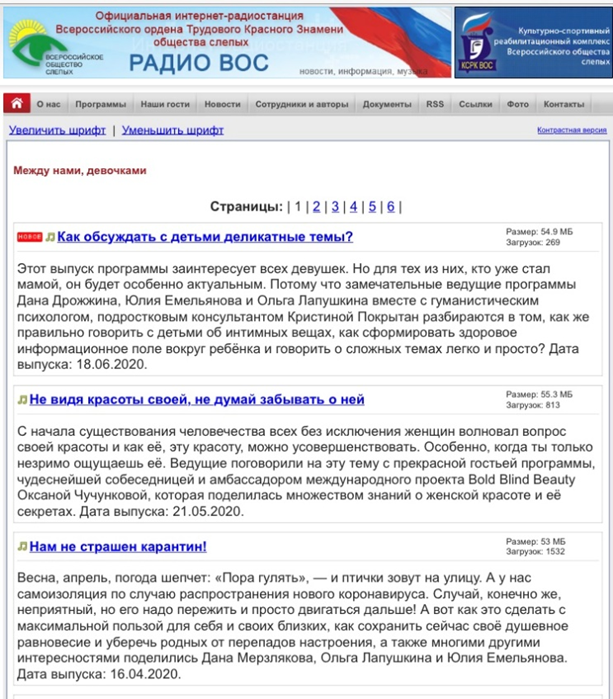 Официальная интернет-радиостанция
Всероссийского ордена Трудового Красного Знамени
общества слепых
РАДИО ВОС
новости, информация, музыка
ВСЕРОССИЙСКОЕ
ОБЩЕСТВО
СЛЕПЫХ
КСРК ВОС
Культурно-спортивный
реабилитационный комплекс
Всероссийского общества
слепых
О нас Программы Наши гости Новости Сотрудники и авторы Документы RSS Ссылки Фото Контакты
Увеличить шрифт | Уменьшить шрифт
Контрастная версия
Между нами, девочками
Страницы: | 1 | 2 | 3 | 4 | 5 | 6 |
НОВОЕ Как обсуждать с детьми деликатные темы?
Размер: 54.9 МБ
Загрузок: 269
Этот выпуск программы заинтересует всех девушек. Но для тех из них, кто уже стал
мамой, он будет особенно актуальным. Потому что замечательные ведущие программы
Дана Дрожжина, Юлия Емельянова и Ольга Лапушкина вместе с гуманистическим
психологом, подростковым консультантом Кристиной Покрытан разбираются в том, как же
правильно говорить с детьми об интимных вещах, как сформировать здоровое
информационное поле вокруг ребёнка и говорить о сложных темах легко и просто? Дата
выпуска: 18.06.2020.
Не видя красоты своей, не думай забывать о ней
Размер: 55.3 МБ
Загрузок: 813
С начала существования человечества всех без исключения женщин волновал вопрос
своей красоты и как её, эту красоту, можно усовершенствовать. Особенно, когда ты только
незримо ощущаешь её. Ведущие поговорили на эту тему с прекрасной гостьей программы,
чудеснейшей собеседницей и амбассадором международного проекта Bold Blind Beauty
Оксаной Чучунковой, которая поделилась множеством знаний о женской красоте и её
секретах. Дата выпуска: 21.05.2020.
Нам не страшен карантин!
Размер: 53 МБ
Загрузок: 1532
Весна, апрель, погода шепчет: «Пора гулять», — и птички зовут на улицу. А у нас
самоизоляция по случаю распространения нового коронавируса. Случай, конечно же,
неприятный, но его надо пережить и просто двигаться дальше! А вот как это сделать с
максимальной пользой для себя и своих близких, как сохранить сейчас своё душевное
равновесие и уберечь родных от перепадов настроения, а также многими другими
интересностями поделились Дана Мерзлякова, Ольга Лапушкина и Юлия Емельянова.
Дата выпуска: 16.04.2020.